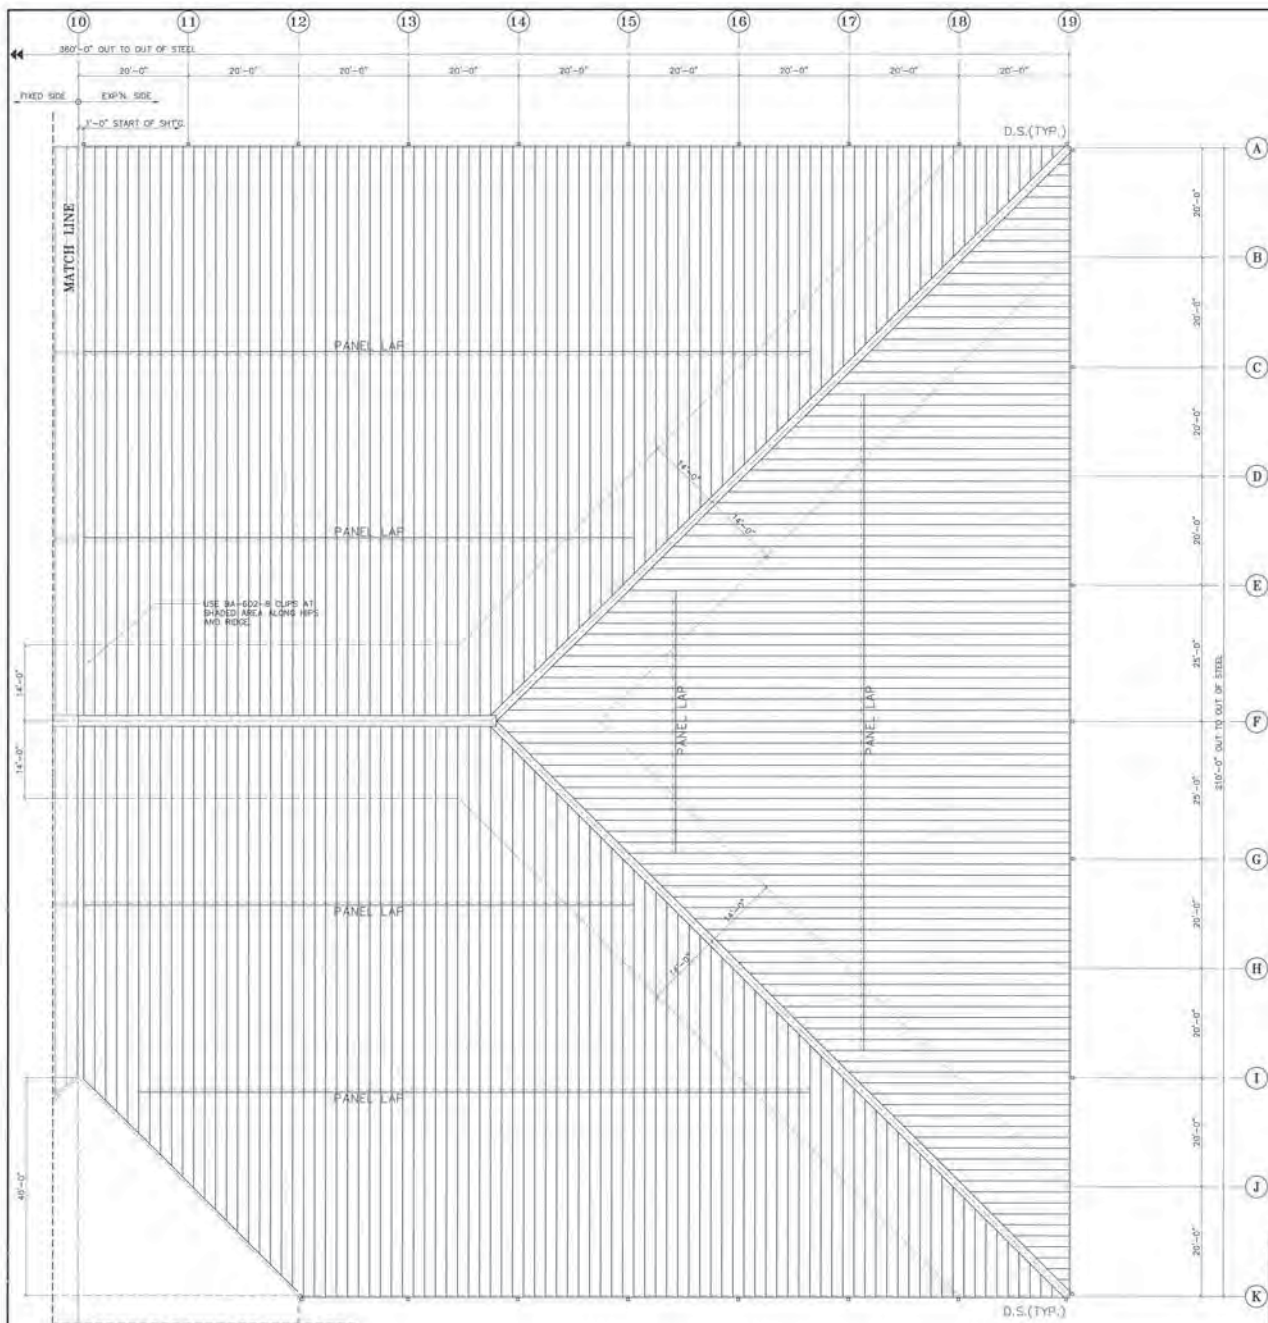 10 11 12 13 14 15 16 17 18 19
360'-0" OUT TO OUT OF STEEL
20'-0" 20'-0" 20'-0" 20'-0" 20'-0" 20'-0" 20'-0" 20'-0" 20'-0"
FIXED SIDE EXP'N. SIDE
1'-0" START OF SHT'G.
D.S.(TYP.)
A
MATCH LINE
20'-0"
B
20'-0"
PANEL LAP
C
20'-0"
14'-0"
D
PANEL LAP
14'-0"
20'-0"
E
USE BA-602-B CLIPS AT
SHADED AREA ALONG HIPS
AND RIDGE.
14'-0"
25'-0"
PANEL LAP
PANEL LAP
F
210'-0" OUT TO OUT OF STEEL
14'-0"
25'-0"
G
PANEL LAP
14'-0"
20'-0"
14'-0"
H
20'-0"
I
PANEL LAP
20'-0"
40'-0"
J
20'-0"
K
D.S.(TYP.)